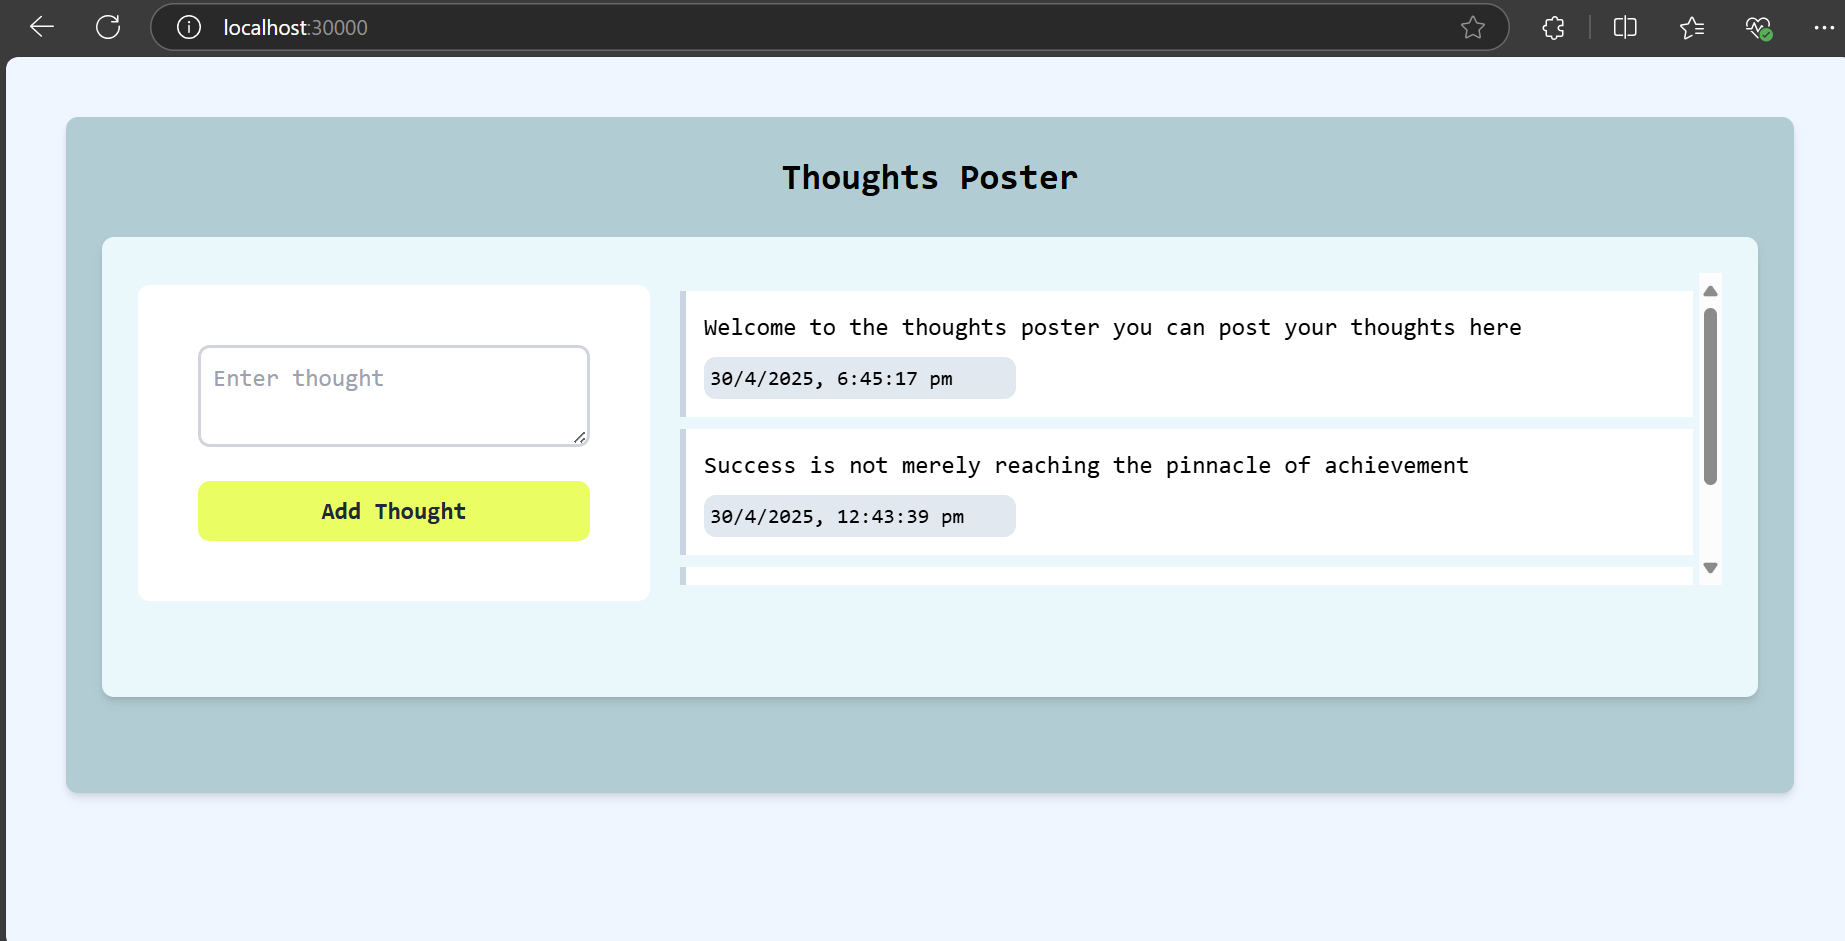 localhost:30000
Thoughts Poster
Enter thought
Add Thought
Welcome to the thoughts poster you can post your thoughts here
30/4/2025, 6:45:17 pm
Success is not merely reaching the pinnacle of achievement
30/4/2025, 12:43:39 pm